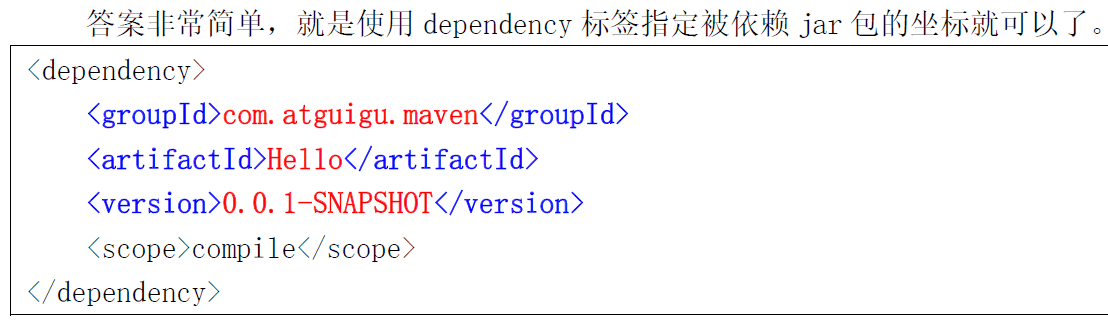 答案非常简单，就是使用 dependency 标签指定被依赖 jar 包的坐标就可以了。
<dependency>
<groupId>com.atguigu.maven</groupId>
<artifactId>Hello</artifactId>
<version>0.0.1-SNAPSHOT</version>
<scope>compile</scope>
</dependency>